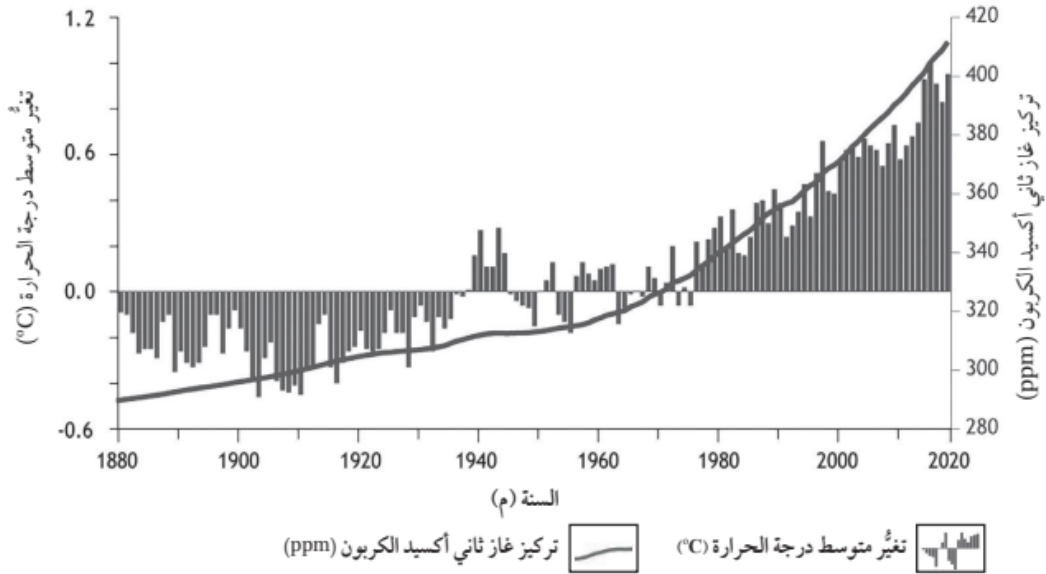 1.2
0.6
0.0
-0.6
تغيُّر متوسط درجة الحرارة (°C)
420
400
380
360
340
320
300
280
تركيز غاز ثاني أكسيد الكربون (ppm)
1880 1900 1920 1940 1960 1980 2000 2020
السنة (م)
تغيُّر متوسط درجة الحرارة (°C)
تركيز غاز ثاني أكسيد الكربون (ppm)